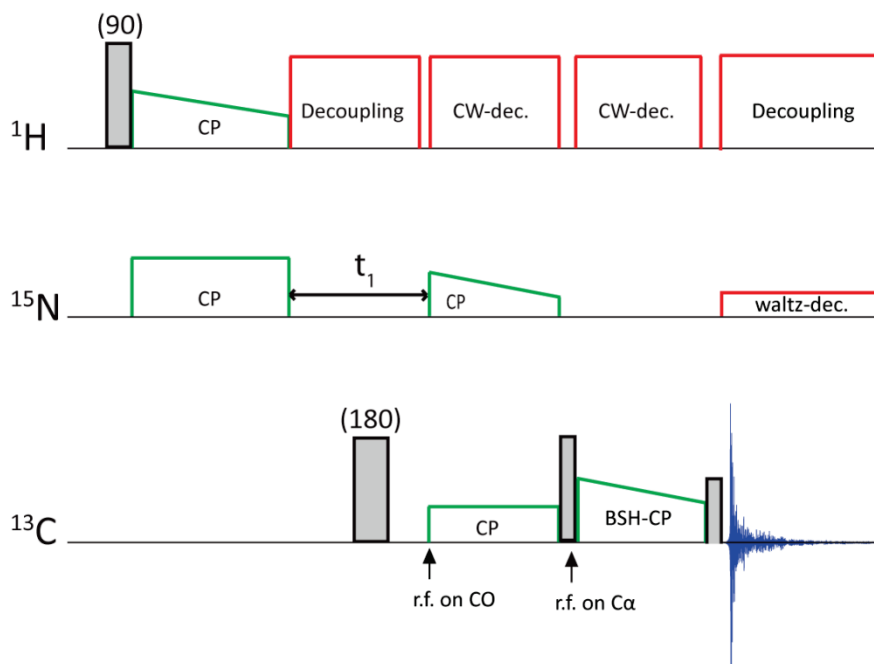 (90)
CP
Decoupling
CW-dec.
CW-dec.
Decoupling
¹H
t₁
CP
CP
waltz-dec.
¹⁵N
(180)
CP
BSH-CP
¹³C
r.f. on CO
r.f. on Cα